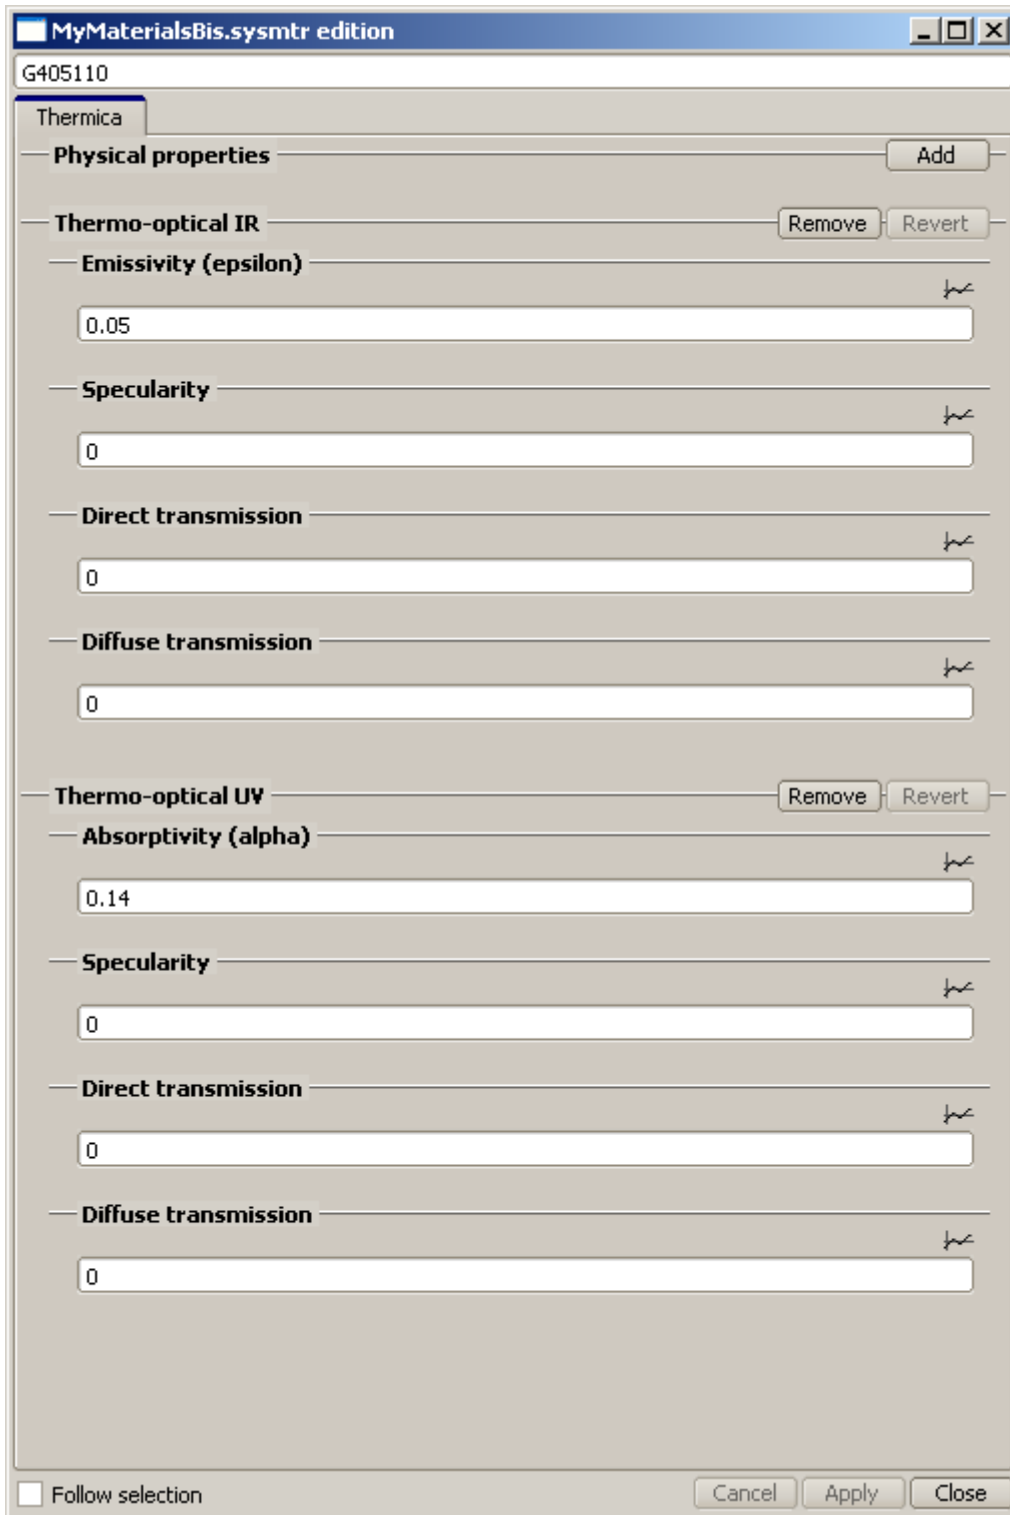 MyMaterialsBis.sysmtr edition
G405110
Thermica
Physical properties Add
Thermo-optical IR Remove Revert
Emissivity (epsilon)
0.05
Specularity
0
Direct transmission
0
Diffuse transmission
0
Thermo-optical UV Remove Revert
Absorptivity (alpha)
0.14
Specularity
0
Direct transmission
0
Diffuse transmission
0
Follow selection Cancel Apply Close